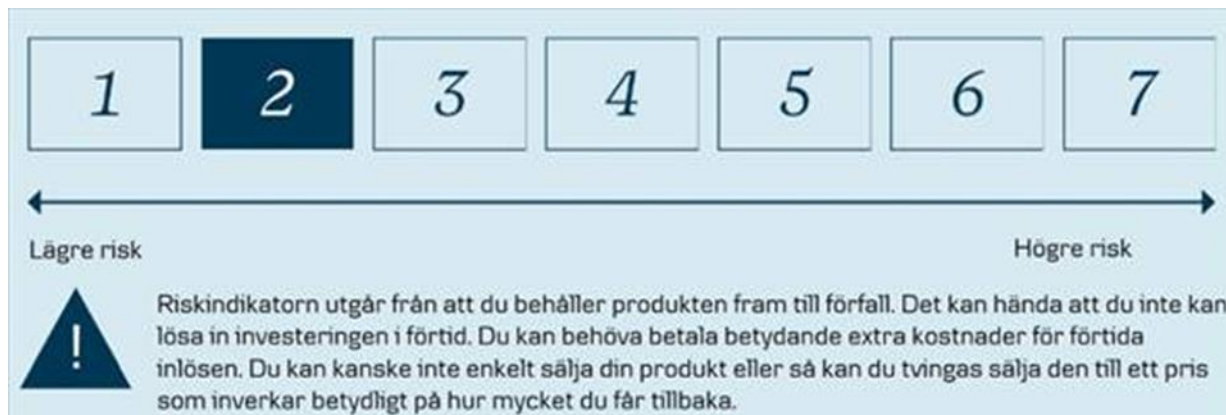 1 2 3 4 5 6 7
Lägre risk Högre risk
!
Riskindikatorn utgår från att du behåller produkten fram till förfall. Det kan hända att du inte kan
lösa in investeringen i förtid. Du kan behöva betala betydande extra kostnader för förtida
inlösen. Du kan kanske inte enkelt sälja din produkt eller så kan du tvingas sälja den till ett pris
som inverkar betydligt på hur mycket du får tillbaka.